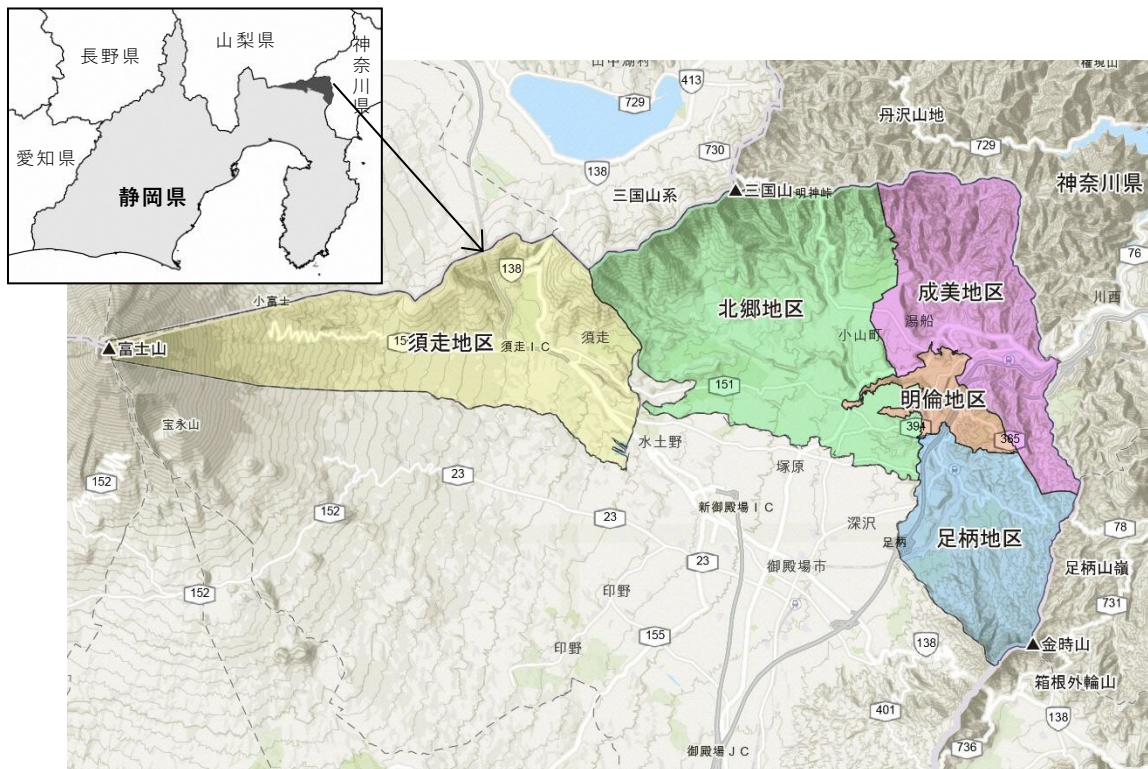 長野県
山梨県
神奈川県
愛知県
静岡県
413
729
138
730
三国山系
三国山
明神峠
丹沢山地
729
神奈川県
76
川西
138
小富士
富士山
須走地区
須走
須走IC
北郷地区
小山町
151
成美地区
湯船
明倫地区
394
365
宝永山
水土野
塚原
152
23
152
新御殿場IC
23
深沢
足柄
足柄地区
78
足柄山嶺
23
御殿場市
152
印野
731
155
138
金時山
印野
箱根外輪山
401
138
736
御殿場JC